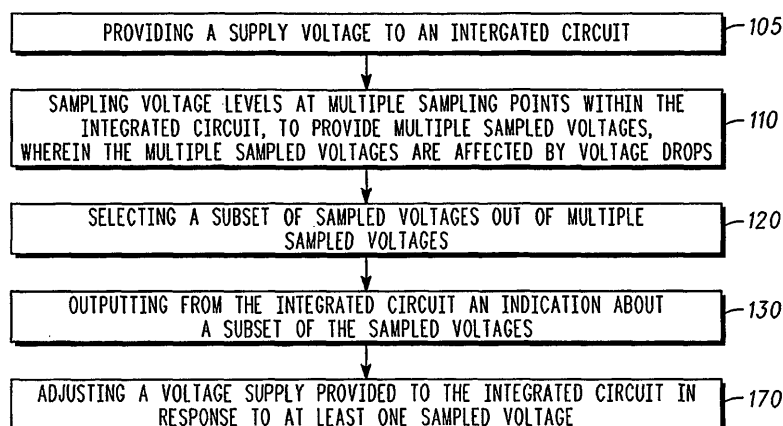 PROVIDING A SUPPLY VOLTAGE TO AN INTERGATED CIRCUIT
105
SAMPLING VOLTAGE LEVELS AT MULTIPLE SAMPLING POINTS WITHIN THE
INTEGRATED CIRCUIT, TO PROVIDE MULTIPLE SAMPLED VOLTAGES,
WHEREIN THE MULTIPLE SAMPLED VOLTAGES ARE AFFECTED BY VOLTAGE DROPS
110
SELECTING A SUBSET OF SAMPLED VOLTAGES OUT OF MULTIPLE
SAMPLED VOLTAGES
120
OUTPUTTING FROM THE INTEGRATED CIRCUIT AN INDICATION ABOUT
A SUBSET OF THE SAMPLED VOLTAGES
130
ADJUSTING A VOLTAGE SUPPLY PROVIDED TO THE INTEGRATED CIRCUIT IN
RESPONSE TO AT LEAST ONE SAMPLED VOLTAGE
170